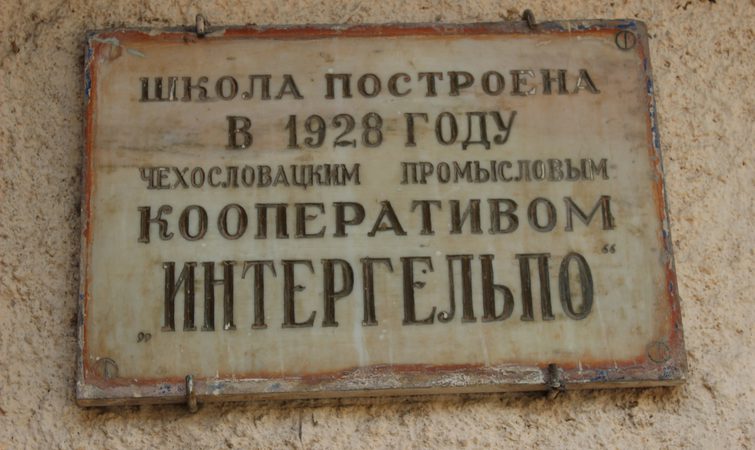 ШКОЛА ПОСТРОЕНА
В 1928 ГОДУ
ЧЕХОСЛОВАЦКИМ ПРОМЫСЛОВЫМ
КООПЕРАТИВОМ
„ИНТЕРГЕЛЬПО“